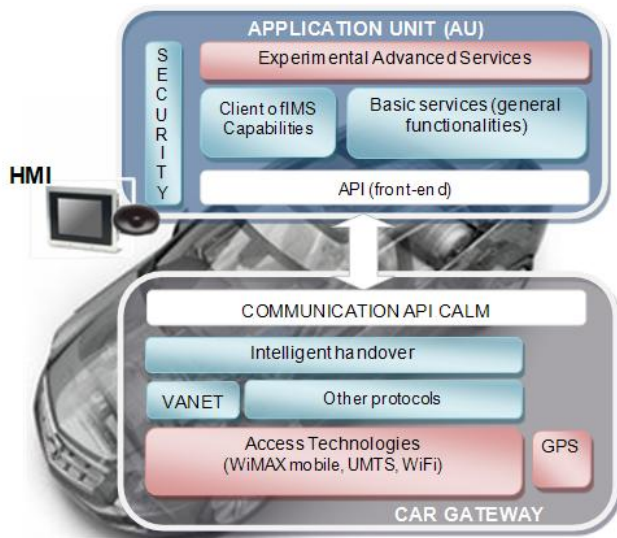 APPLICATION UNIT (AU)
SECURITY
Experimental Advanced Services
Client of IMS
Capabilities
Basic services (general
functionalities)
API (front-end)
HMI
COMMUNICATION API CALM
Intelligent handover
VANET
Other protocols
Access Technologies
(WiMAX mobile, UMTS, WiFi)
GPS
CAR GATEWAY